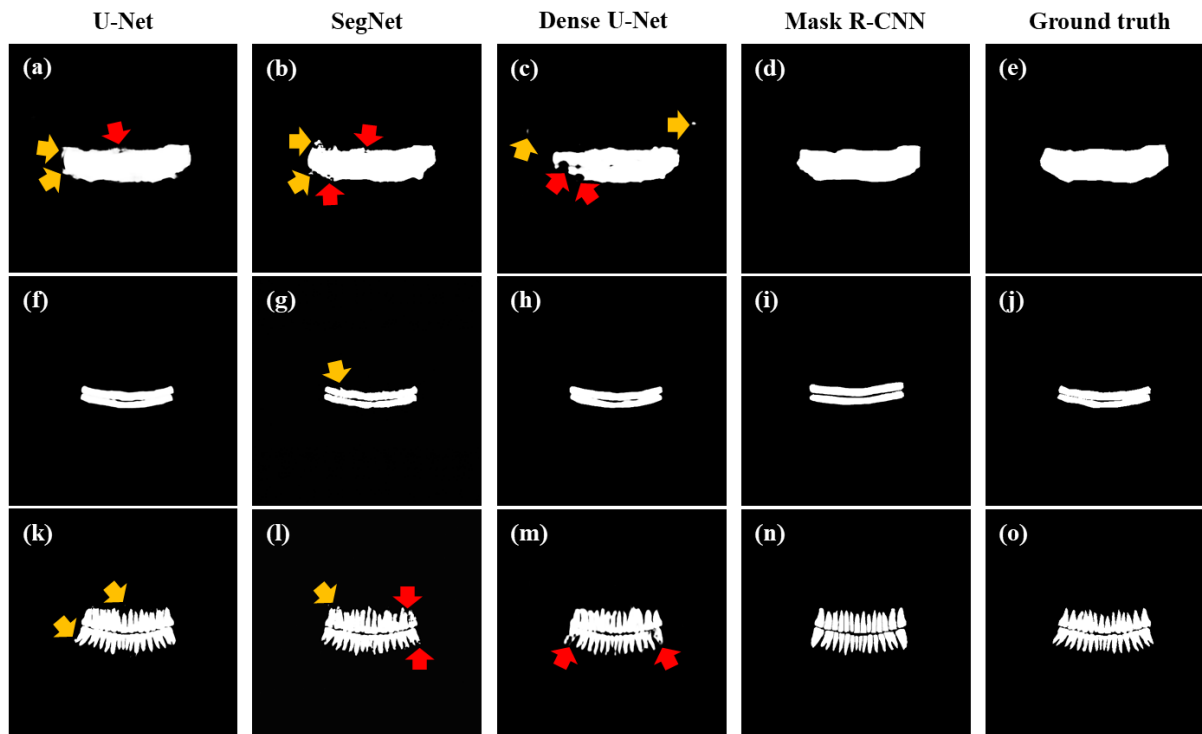 U-Net SegNet Dense U-Net Mask R-CNN Ground truth
(a) (b) (c) (d) (e)
(f) (g) (h) (i) (j)
(k) (l) (m) (n) (o)